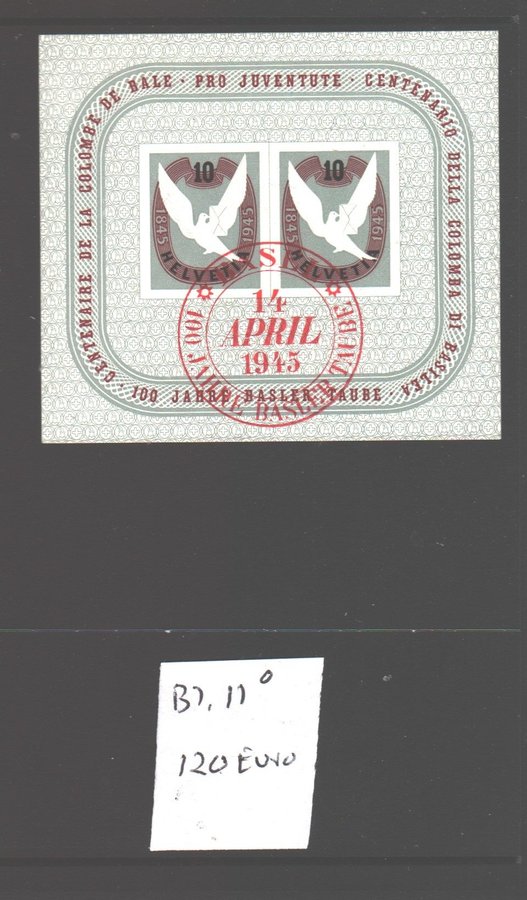 CENTENAIRE DE LA COLOMBE DE BALE · PRO JUVENTUTE · CENTENARIO DELLA COLOMBA DI BASILEA · 100 JAHRE BASLER TAUBE ·
10
1845
1945
HELVETIA
10
1845
1945
HELVETIA
BASEL
14
APRIL
1945
100 JAHRE BASLER TAUBE
Bl. 11°
120 Euro